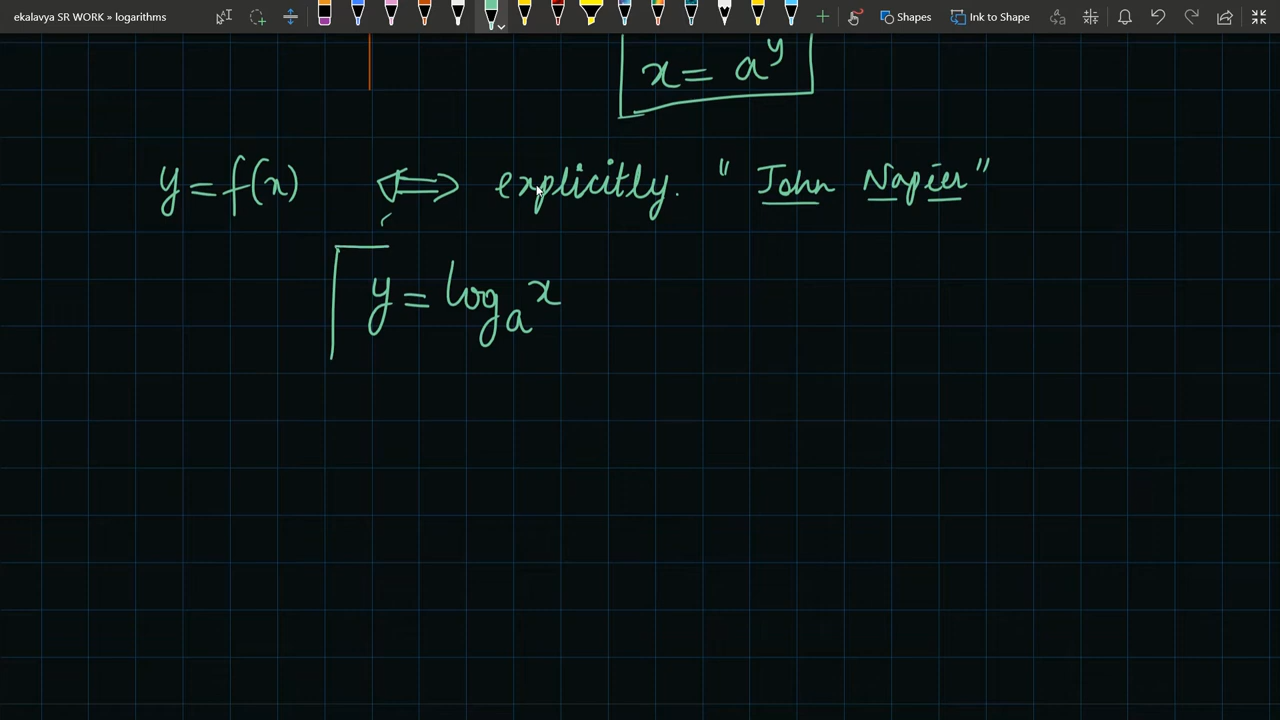 ekalavya SR WORK » logarithms Shapes Ink to Shape
x = a^y
y = f(x) ⟺ explicitly. "John Napier"
y = log_a x